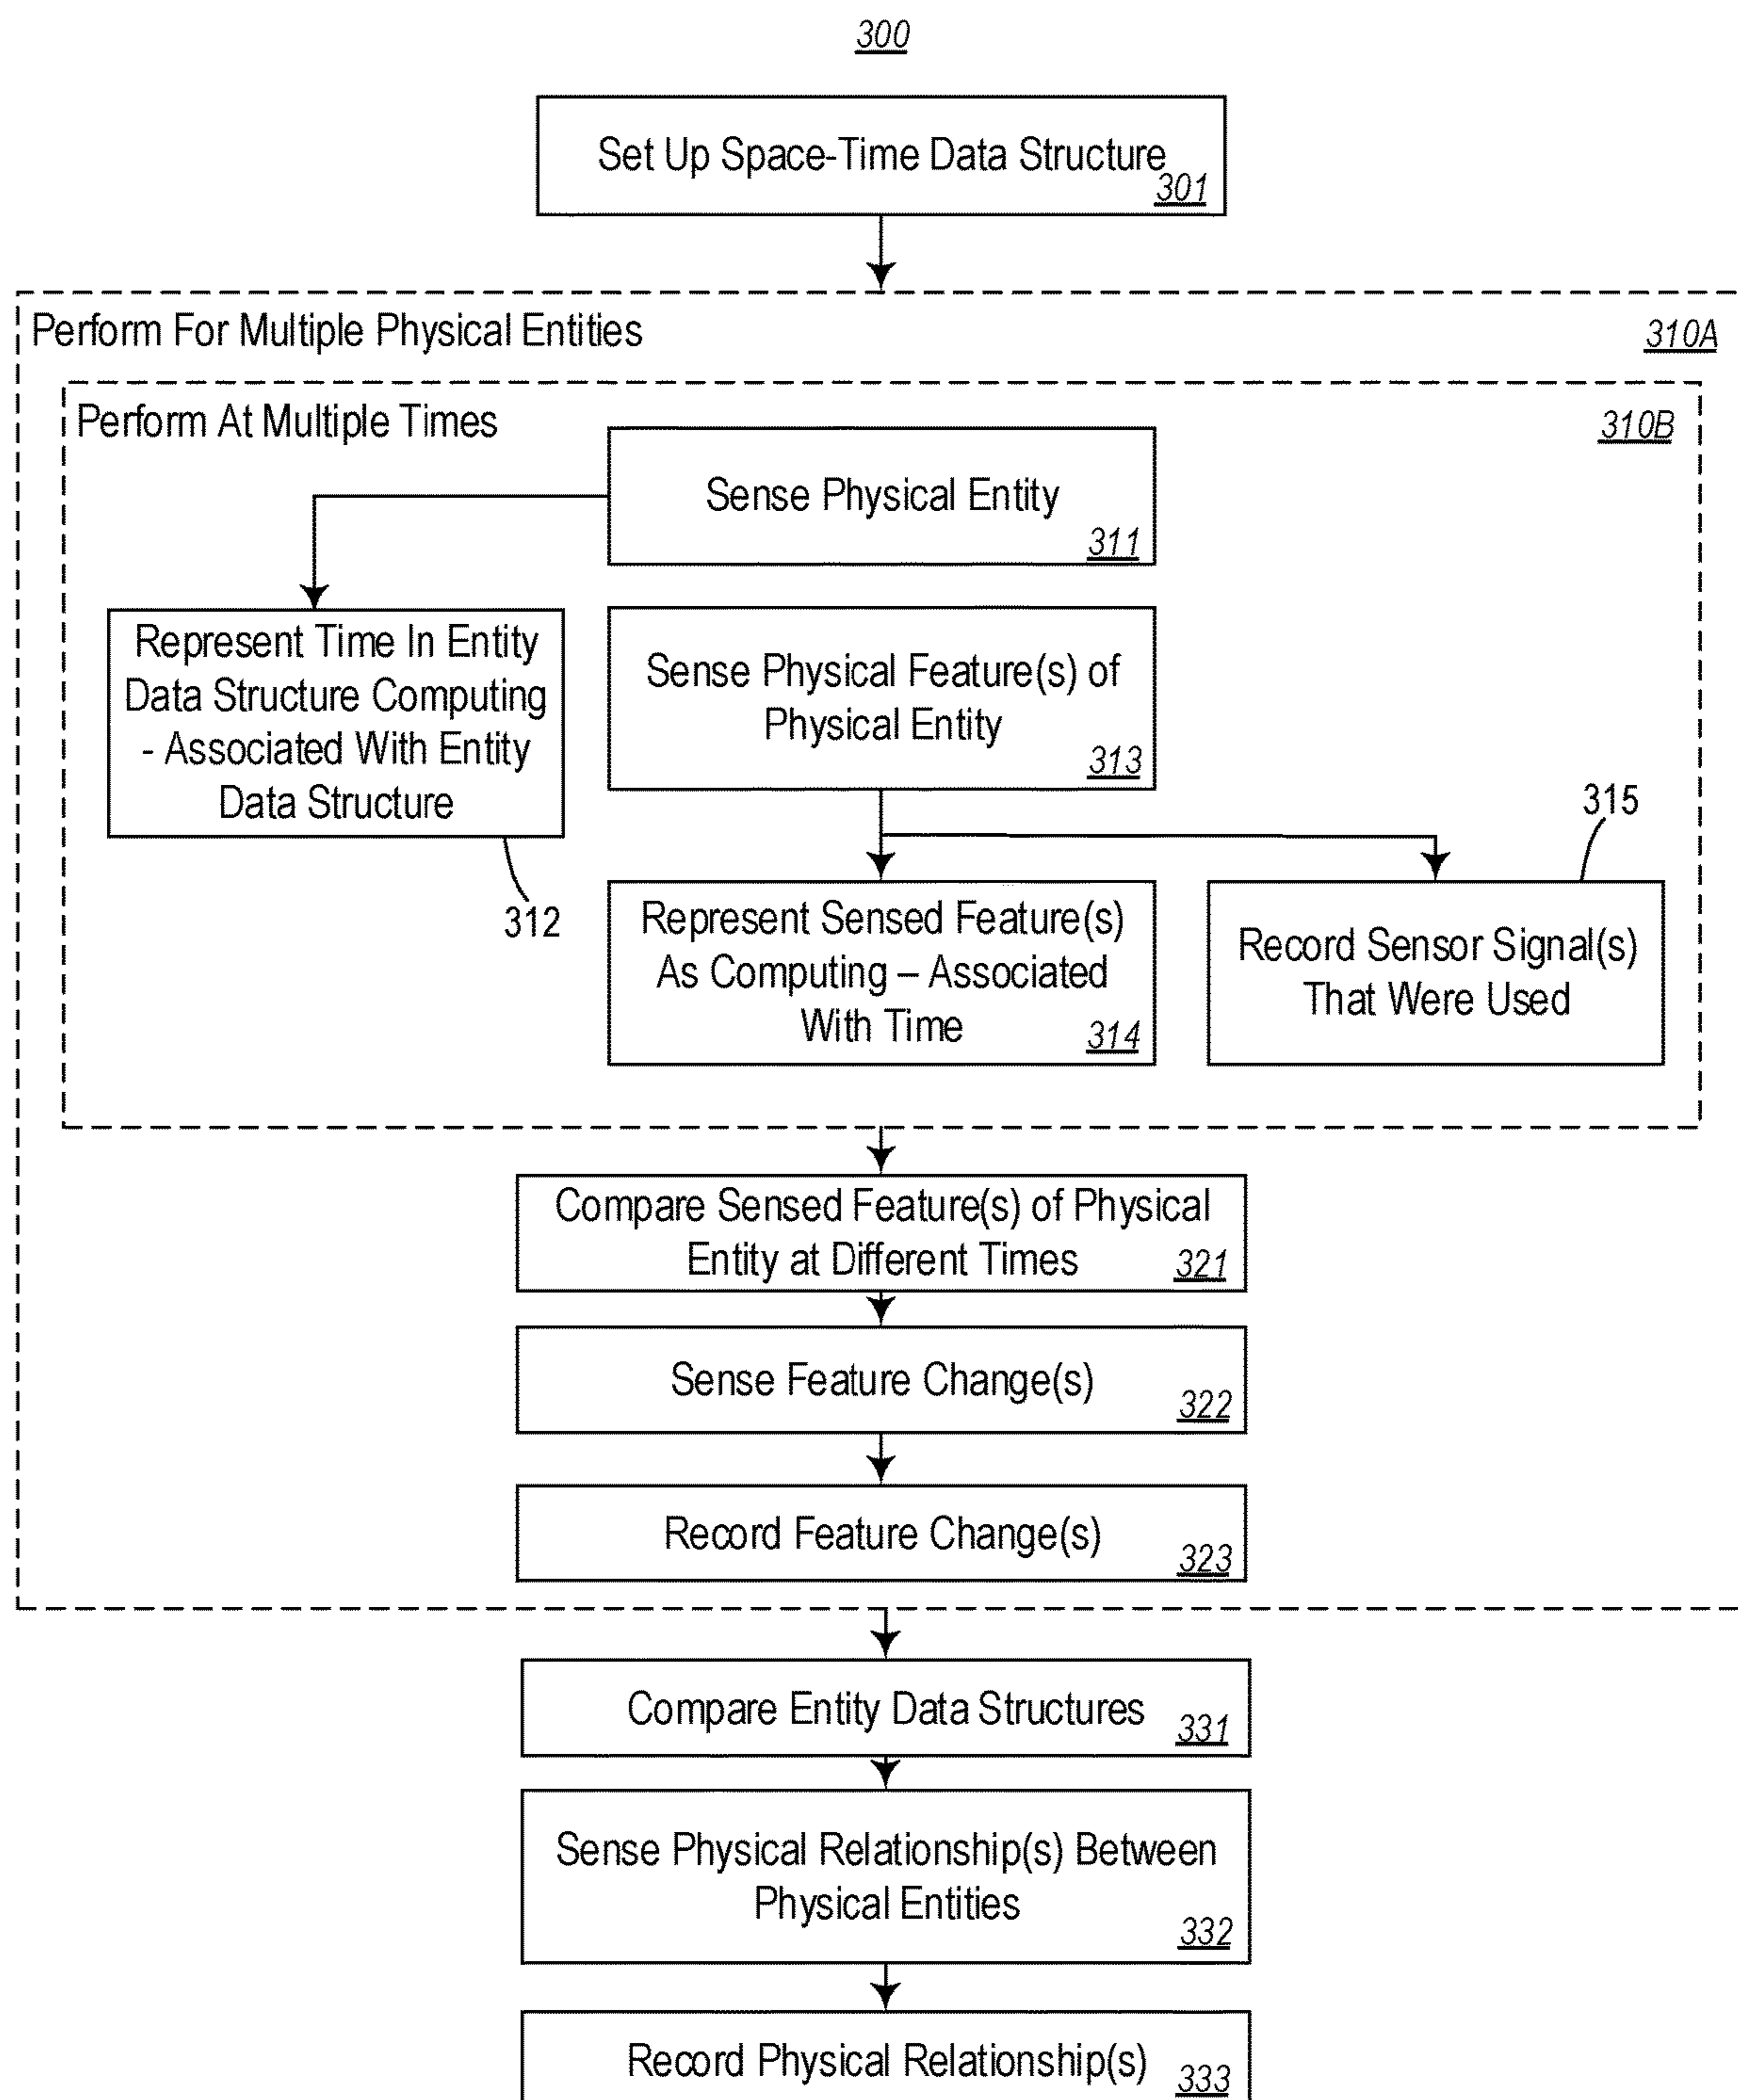 300
Set Up Space-Time Data Structure
301
Perform For Multiple Physical Entities
310A
Perform At Multiple Times
310B
Sense Physical Entity
311
Represent Time In Entity
Data Structure Computing
- Associated With Entity
Data Structure
312
Sense Physical Feature(s) of
Physical Entity
313
315
Represent Sensed Feature(s)
As Computing – Associated
With Time
314
Record Sensor Signal(s)
That Were Used
Compare Sensed Feature(s) of Physical
Entity at Different Times
321
Sense Feature Change(s)
322
Record Feature Change(s)
323
Compare Entity Data Structures
331
Sense Physical Relationship(s) Between
Physical Entities
332
Record Physical Relationship(s)
333